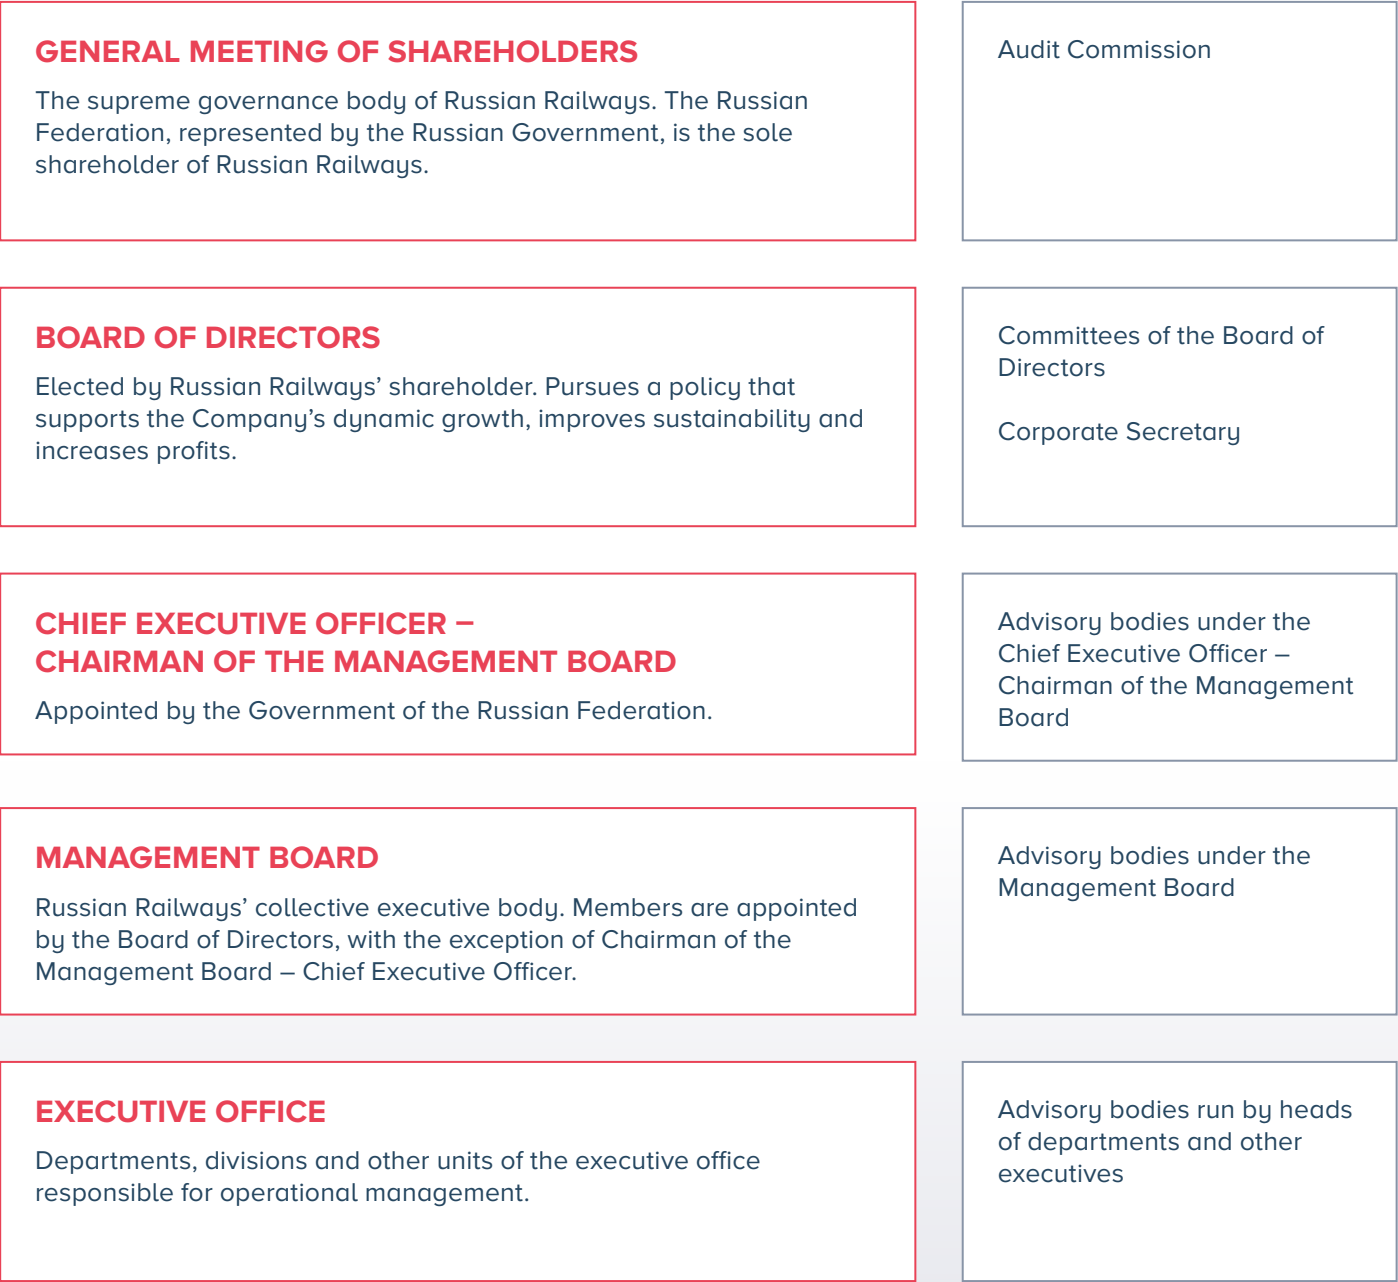 GENERAL MEETING OF SHAREHOLDERS
The supreme governance body of Russian Railways. The Russian
Federation, represented by the Russian Government, is the sole
shareholder of Russian Railways.
Audit Commission
BOARD OF DIRECTORS
Elected by Russian Railways’ shareholder. Pursues a policy that
supports the Company’s dynamic growth, improves sustainability and
increases profits.
Committees of the Board of
Directors
Corporate Secretary
CHIEF EXECUTIVE OFFICER –
CHAIRMAN OF THE MANAGEMENT BOARD
Appointed by the Government of the Russian Federation.
Advisory bodies under the
Chief Executive Officer –
Chairman of the Management
Board
MANAGEMENT BOARD
Russian Railways’ collective executive body. Members are appointed
by the Board of Directors, with the exception of Chairman of the
Management Board – Chief Executive Officer.
Advisory bodies under the
Management Board
EXECUTIVE OFFICE
Departments, divisions and other units of the executive office
responsible for operational management.
Advisory bodies run by heads
of departments and other
executives